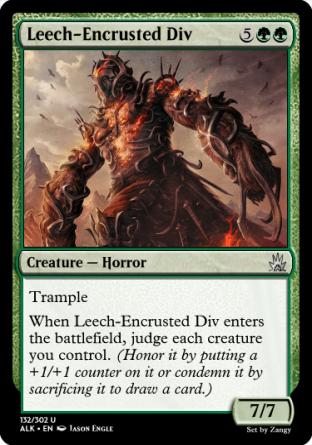 Leech-Encrusted Div 5
Creature — Horror
Trample
When Leech-Encrusted Div enters
the battlefield, judge each creature
you control. (Honor it by putting a
+1/+1 counter on it or condemn it by
sacrificing it to draw a card.)
7/7
132/302 U
ALK • EN Jason Engle
Set by Zangy